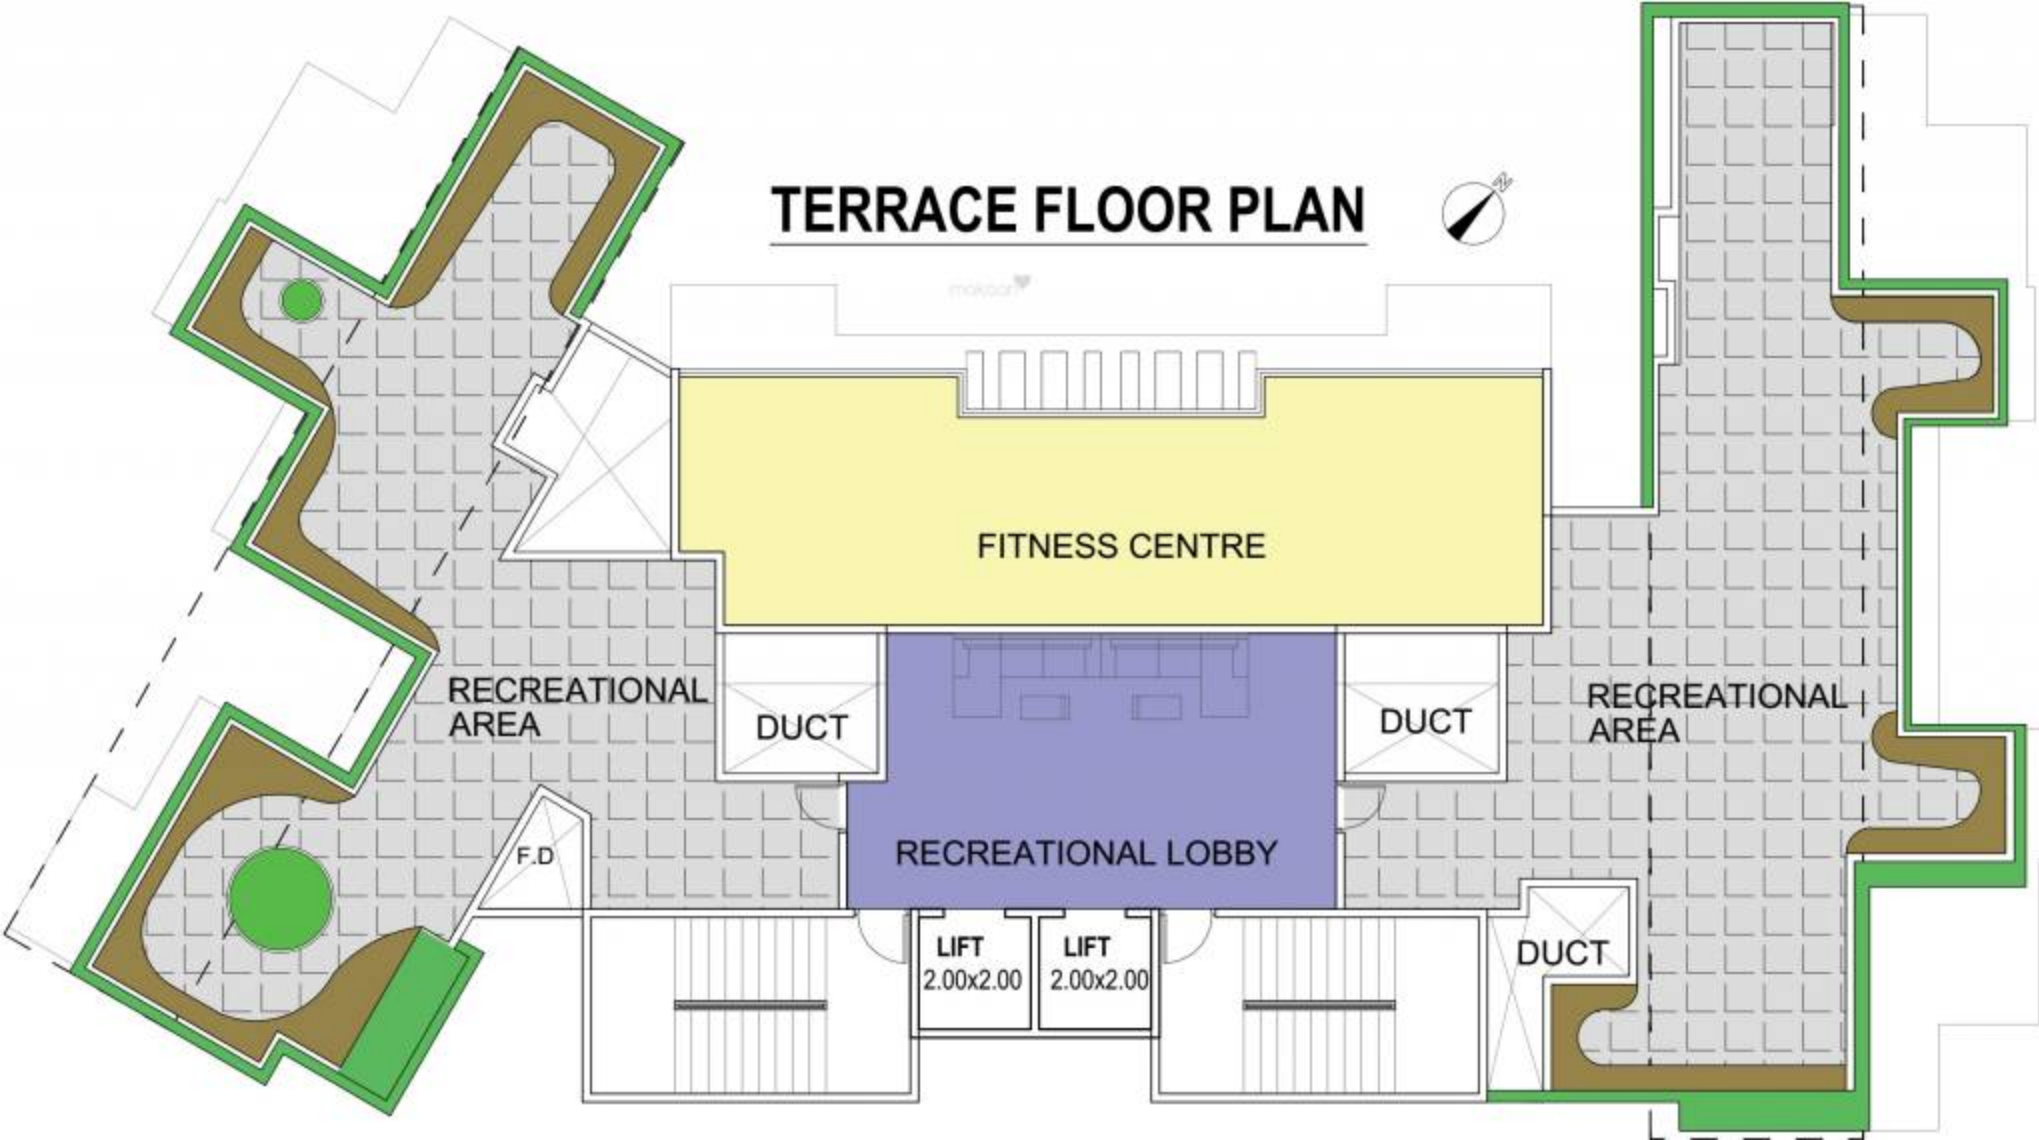 TERRACE FLOOR PLAN
N
makaan
FITNESS CENTRE
RECREATIONAL
AREA
DUCT
DUCT
RECREATIONAL
AREA
F.D
RECREATIONAL LOBBY
LIFT
2.00x2.00
LIFT
2.00x2.00
DUCT